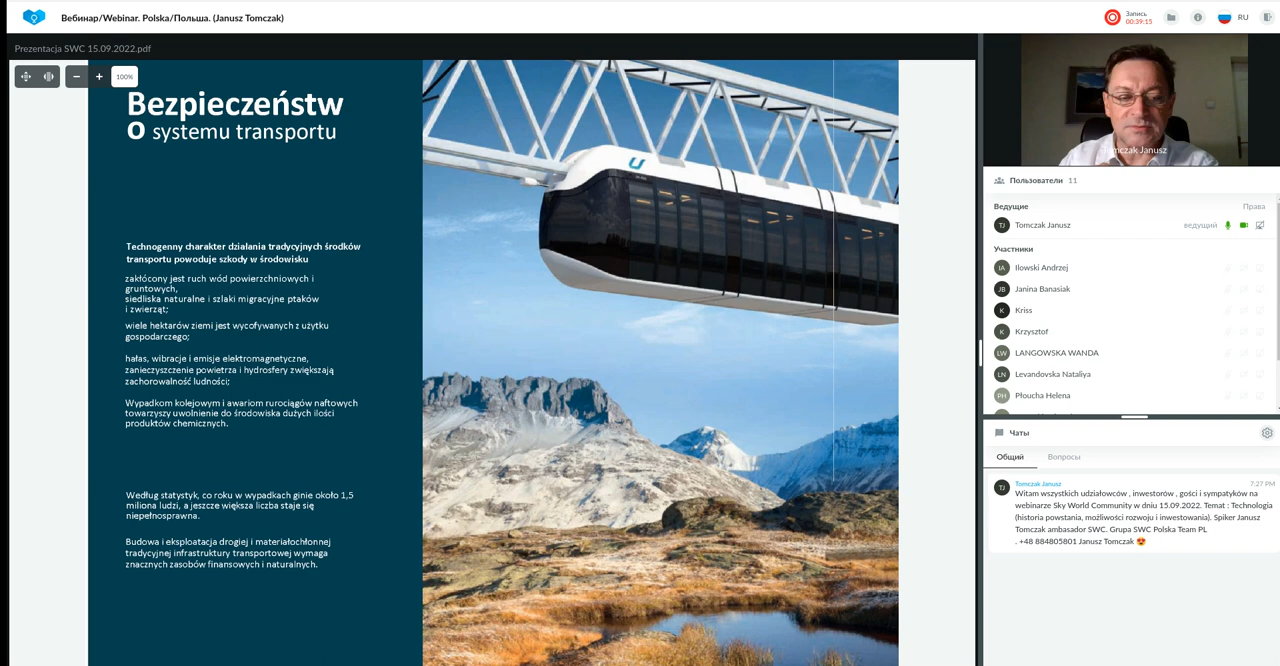 Вебинар/Webinar. Polska/Польша. (Janusz Tomczak)
Запись
00:39:15
RU
Prezentacja SWC 15.09.2022.pdf
100%
Bezpieczeństw
o systemu transportu
Technogenny charakter działania tradycyjnych środków
transportu powoduje szkody w środowisku
zakłócony jest ruch wód powierzchniowych i
gruntowych,
siedliska naturalne i szlaki migracyjne ptaków
i zwierząt;
wiele hektarów ziemi jest wycofywanych z użytku
gospodarczego;
hałas, wibracje i emisje elektromagnetyczne,
zanieczyszczenie powietrza i hydrosfery zwiększają
zachorowalność ludności;
Wypadkom kolejowym i awariom rurociągów naftowych
towarzyszy uwolnienie do środowiska dużych ilości
produktów chemicznych.
Według statystyk, co roku w wypadkach ginie około 1,5
miliona ludzi, a jeszcze większa liczba staje się
niepełnosprawna.
Budowa i eksploatacja drogiej i materiałochłonnej
tradycyjnej infrastruktury transportowej wymaga
znacznych zasobów finansowych i naturalnych.
Janusz
Пользователи 11
Ведущие Права
TJ Tomczak Janusz ведущий
Участники
IA Ilowski Andrzej
JB Janina Banasiak
K Kriss
K Krzysztof
LW LANGOWSKA WANDA
LN Levandovska Nataliya
PH Płoucha Helena
Чаты
Общий Вопросы
TJ Tomczak Janusz 7:27 PM
Witam wszystkich udziałowców , inwestorów , gości i sympatyków na
webinarze Sky World Community w dniu 15.09.2022. Temat : Technologia
(historia powstania, możliwości rozwoju i inwestowania). Spiker Janusz
Tomczak ambasador SWC. Grupa SWC Polska Team PL
. +48 884805801 Janusz Tomczak 😍